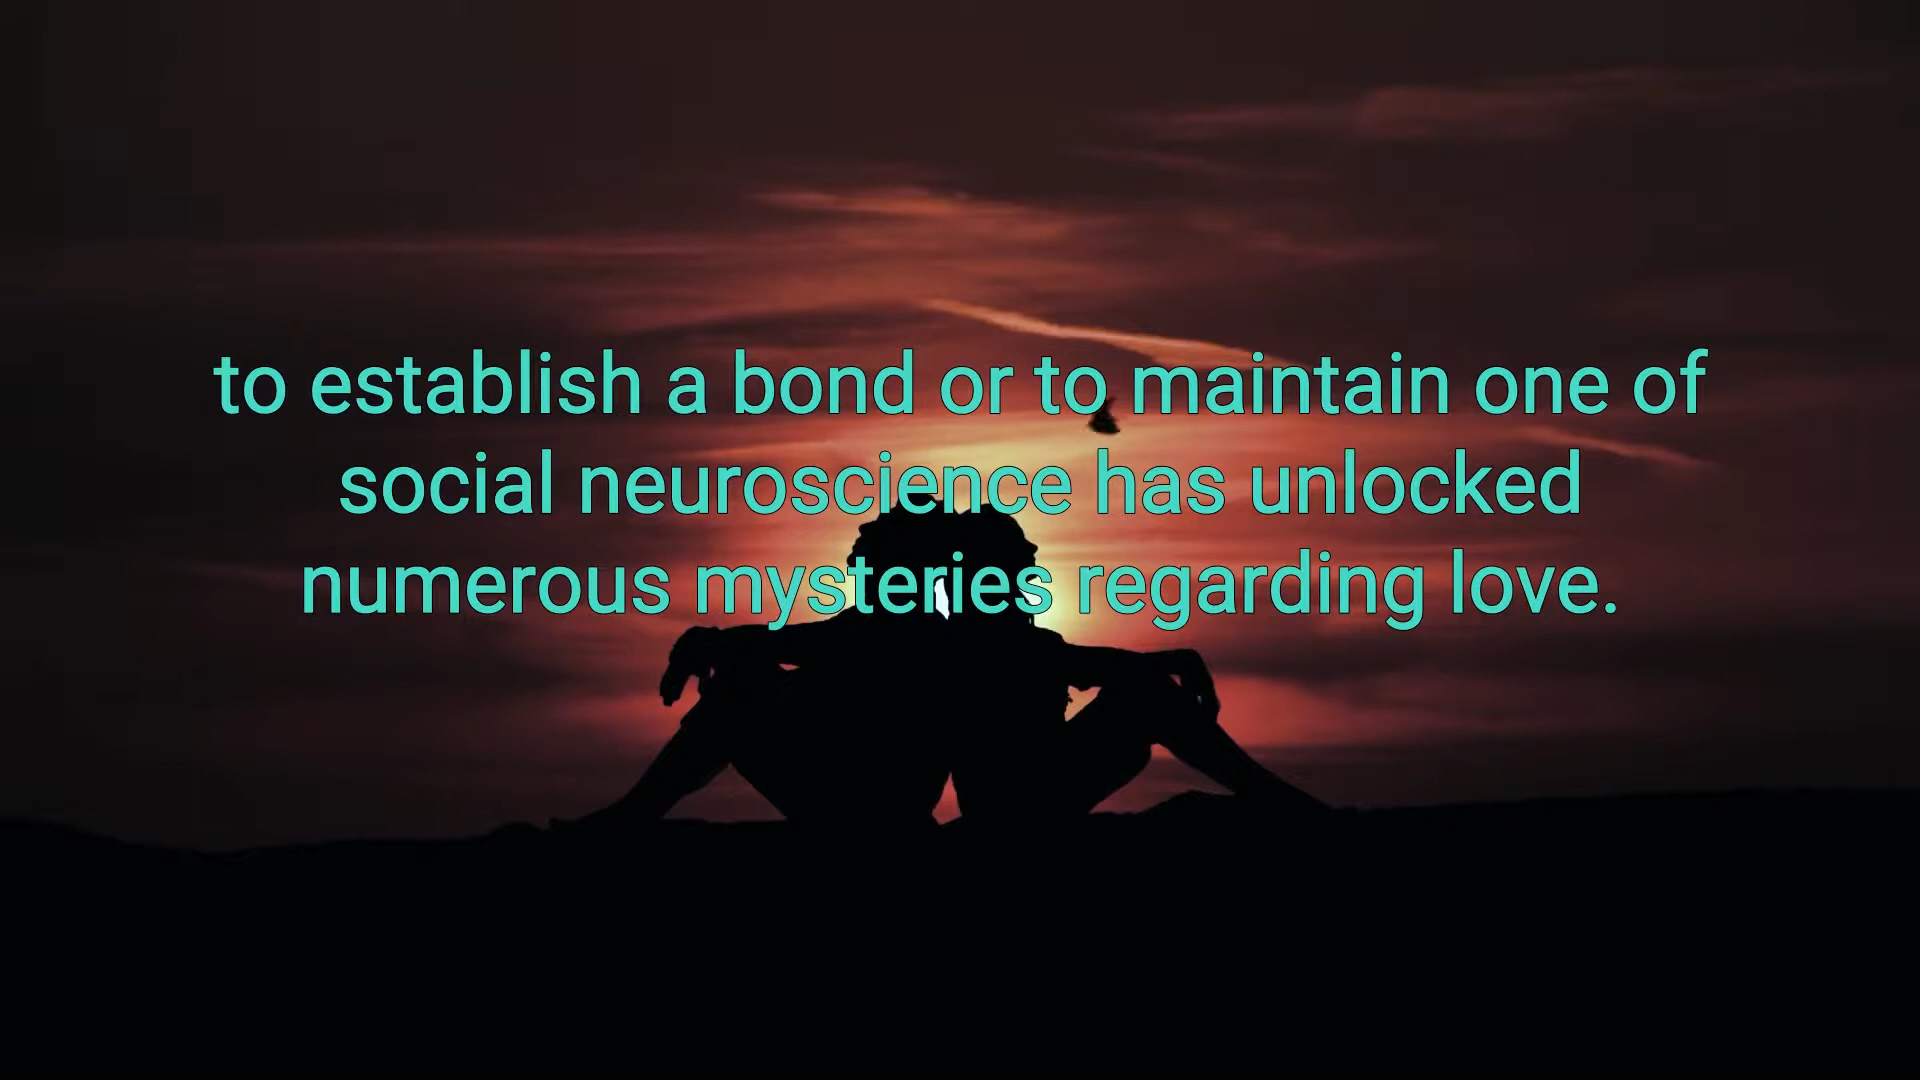 to establish a bond or to maintain one of
social neuroscience has unlocked
numerous mysteries regarding love.